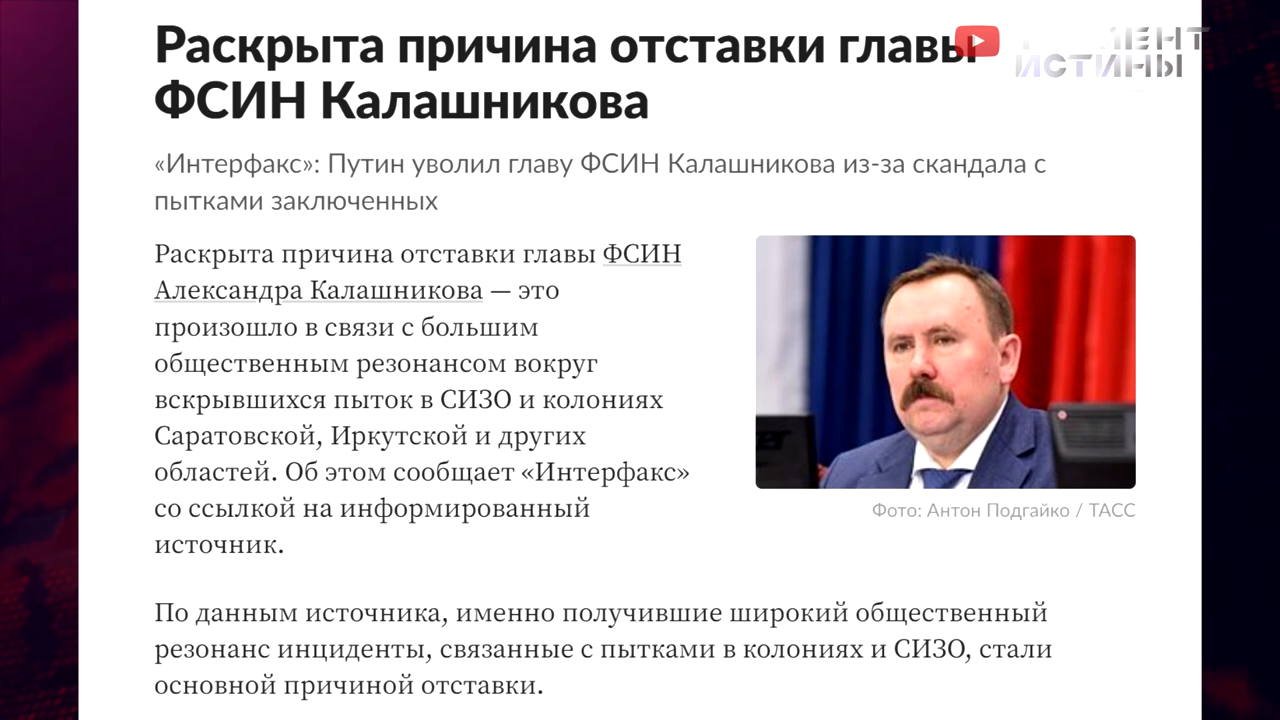 Раскрыта причина отставки главы
ФСИН Калашникова
ИСТИНЫ
«Интерфакс»: Путин уволил главу ФСИН Калашникова из-за скандала с
пытками заключенных
Раскрыта причина отставки главы ФСИН
Александра Калашникова — это
произошло в связи с большим
общественным резонансом вокруг
вскрывшихся пыток в СИЗО и колониях
Саратовской, Иркутской и других
областей. Об этом сообщает «Интерфакс»
со ссылкой на информированный
источник.
Фото: Антон Подгайко / ТАСС
По данным источника, именно получившие широкий общественный
резонанс инциденты, связанные с пытками в колониях и СИЗО, стали
основной причиной отставки.